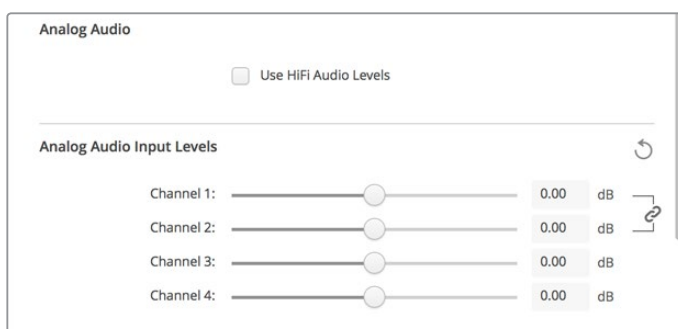 Analog Audio
Use HiFi Audio Levels
Analog Audio Input Levels
Channel 1: 0.00 dB
Channel 2: 0.00 dB
Channel 3: 0.00 dB
Channel 4: 0.00 dB